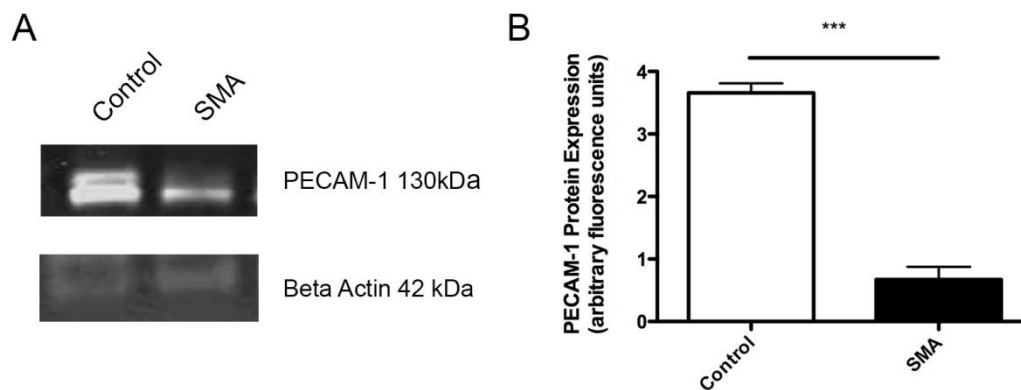 A
Control
SMA
PECAM-1 130kDa
Beta Actin 42 kDa
B
***
PECAM-1 Protein Expression
(arbitrary fluorescence units)
4
3
2
1
0
Control
SMA